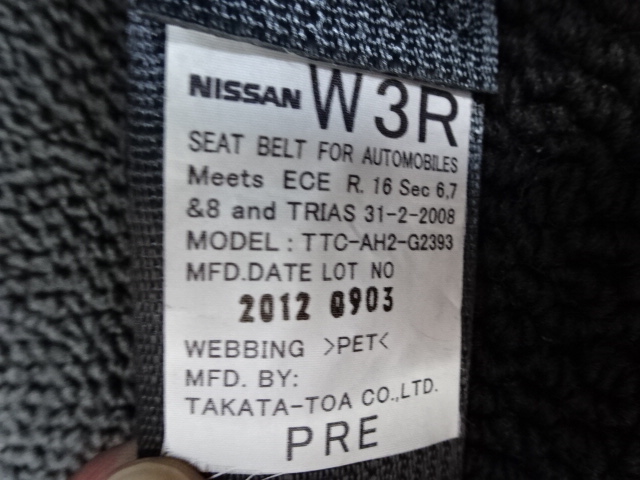 NISSAN W3R
SEAT BELT FOR AUTOMOBILES
Meets ECE R. 16 Sec 6,7
&8 and TRIAS 31-2-2008
MODEL : TTC-AH2-G2393
MFD.DATE LOT NO
2012 0903
WEBBING >PET<
MFD. BY:
TAKATA-TOA CO.,LTD.
PRE